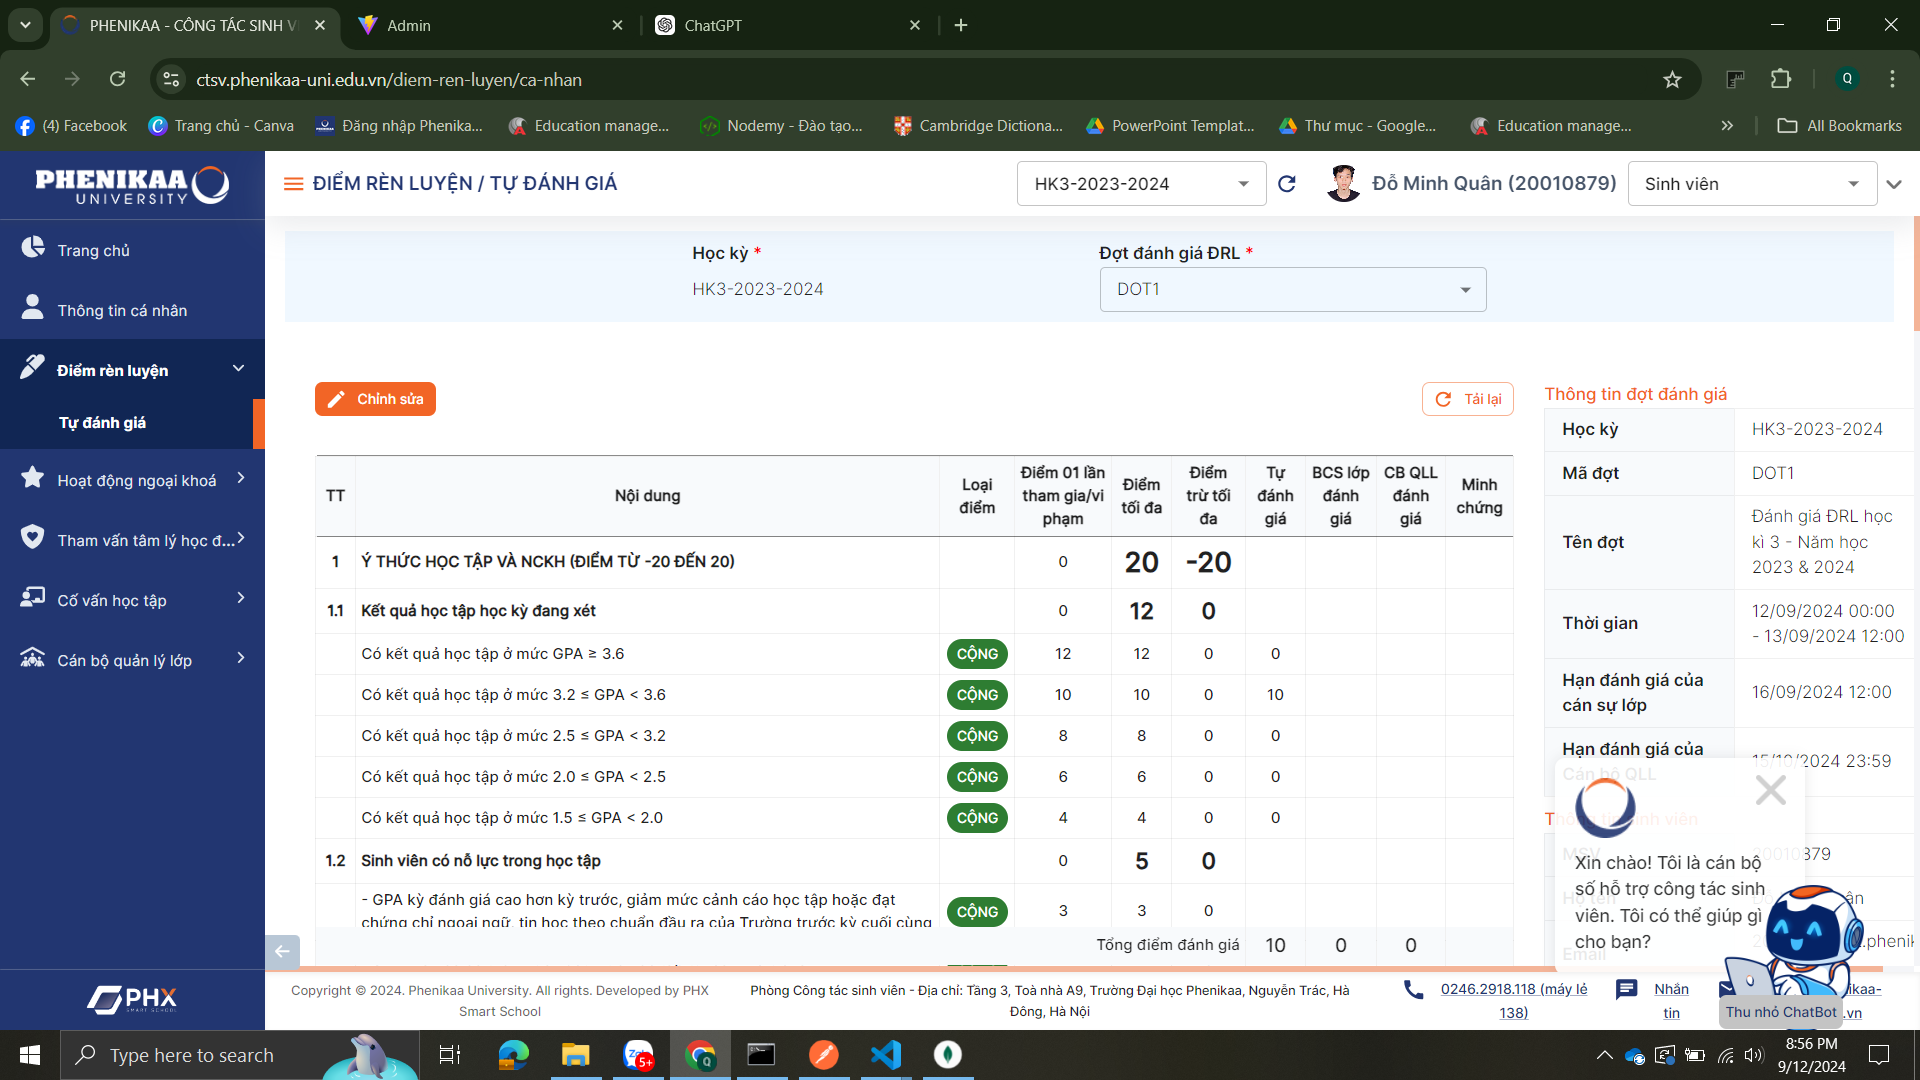 PHENIKAA - CÔNG TÁC SINH V
Admin
ChatGPT
ctsv.phenikaa-uni.edu.vn/diem-ren-luyen/ca-nhan
Q
(4) Facebook
Trang chủ - Canva
Đăng nhập Phenika...
Education manage...
Nodemy - Đào tạo...
Cambridge Dictiona...
PowerPoint Templat...
Thư mục - Google...
Education manage...
All Bookmarks
PHENIKAA
UNIVERSITY
ĐIỂM RÈN LUYỆN / TỰ ĐÁNH GIÁ
HK3-2023-2024
Đỗ Minh Quân (20010879)
Sinh viên
Trang chủ
Thông tin cá nhân
Điểm rèn luyện
Tự đánh giá
Hoạt động ngoại khoá
Tham vấn tâm lý học đ...
Cố vấn học tập
Cán bộ quản lý lớp
PHX
SMART SCHOOL
Học kỳ *
HK3-2023-2024
Đợt đánh giá ĐRL *
DOT1
Chỉnh sửa
Tải lại
TT
Nội dung
Loại điểm
Điểm 01 lần tham gia/vi phạm
Điểm tối đa
Điểm trừ tối đa
Tự đánh giá
BCS lớp đánh giá
CB QLL đánh giá
Minh chứng
1 Ý THỨC HỌC TẬP VÀ NCKH (ĐIỂM TỪ -20 ĐẾN 20) 0 20 -20
1.1 Kết quả học tập học kỳ đang xét 0 12 0
Có kết quả học tập ở mức GPA ≥ 3.6 CỘNG 12 12 0 0
Có kết quả học tập ở mức 3.2 ≤ GPA < 3.6 CỘNG 10 10 0 10
Có kết quả học tập ở mức 2.5 ≤ GPA < 3.2 CỘNG 8 8 0 0
Có kết quả học tập ở mức 2.0 ≤ GPA < 2.5 CỘNG 6 6 0 0
Có kết quả học tập ở mức 1.5 ≤ GPA < 2.0 CỘNG 4 4 0 0
1.2 Sinh viên có nỗ lực trong học tập 0 5 0
- GPA kỳ đánh giá cao hơn kỳ trước, giảm mức cảnh cáo học tập hoặc đạt
chứng chỉ ngoại ngữ, tin học theo chuẩn đầu ra của Trường trước kỳ cuối cùng
CỘNG 3 3 0
Tổng điểm đánh giá 10 0 0
Thông tin đợt đánh giá
Học kỳ HK3-2023-2024
Mã đợt DOT1
Tên đợt Đánh giá ĐRL học
kì 3 - Năm học
2023 & 2024
Thời gian 12/09/2024 00:00
- 13/09/2024 12:00
Hạn đánh giá của
cán sự lớp 16/09/2024 12:00
Hạn đánh giá của
Cán bộ QLL 15/10/2024 23:59
Thông tin sinh viên
MSV 20010879
Họ tên
Email
.phenik
Xin chào! Tôi là cán bộ
số hỗ trợ công tác sinh
viên. Tôi có thể giúp gì
cho bạn?
Thu nhỏ ChatBot
Copyright © 2024. Phenikaa University. All rights. Developed by PHX
Smart School
Phòng Công tác sinh viên - Địa chỉ: Tầng 3, Toà nhà A9, Trường Đại học Phenikaa, Nguyễn Trác, Hà
Đông, Hà Nội
0246.2918.118 (máy lẻ
138)
Nhắn
tin
ikaa-
.vn
Type here to search
5+
8:56 PM
9/12/2024